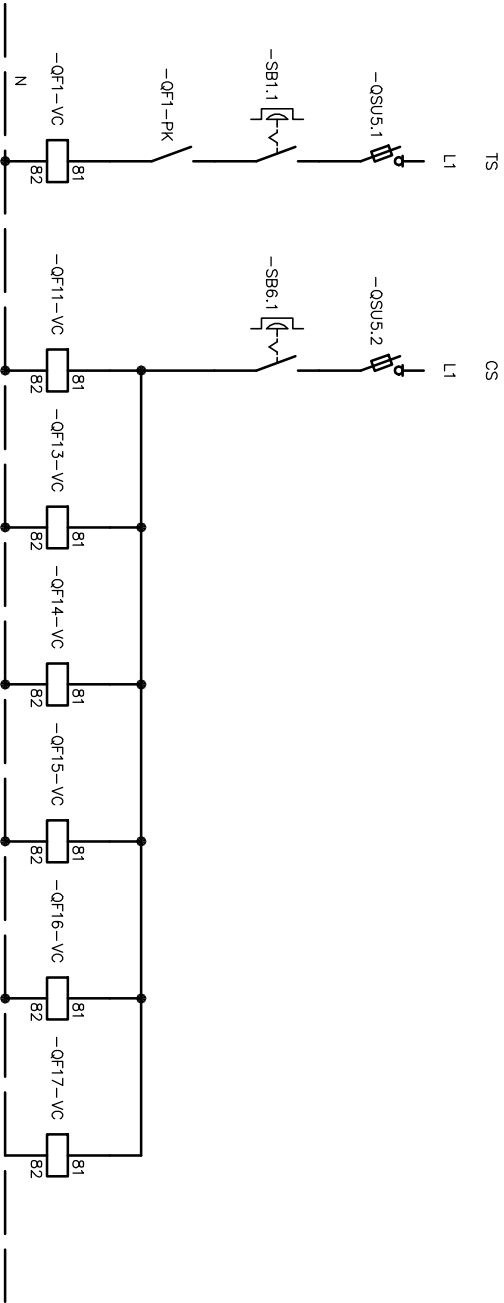 TS
L1
-QSU5.1
-SB1.1
-QF1-PK
-QF1-VC
81
82
N
CS
L1
-QSU5.2
-SB6.1
-QF11-VC
81
82
-QF13-VC
81
82
-QF14-VC
81
82
-QF15-VC
81
82
-QF16-VC
81
82
-QF17-VC
81
82